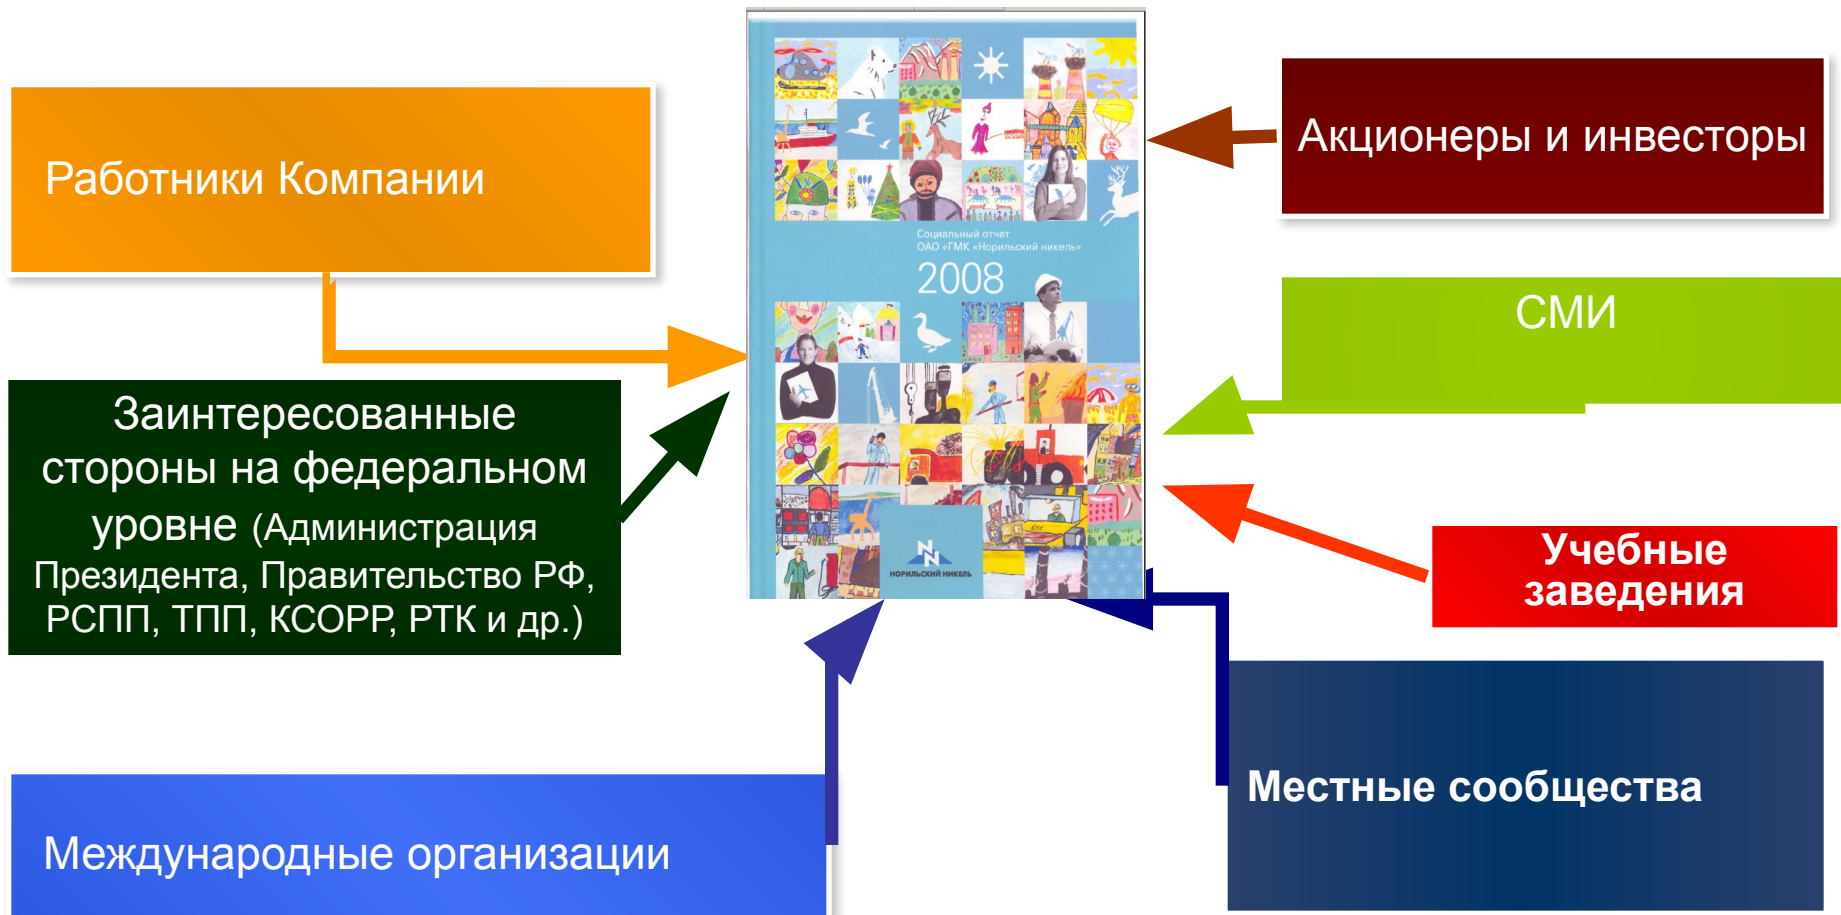 Работники Компании
Заинтересованные
стороны на федеральном
уровне (Администрация
Президента, Правительство РФ,
РСПП, ТПП, КСОРР, РТК и др.)
Международные организации
Социальный отчет
ОАО «ГМК «Норильский никель»
2008
НОРИЛЬСКИЙ НИКЕЛЬ
Акционеры и инвесторы
СМИ
Учебные
заведения
Местные сообщества